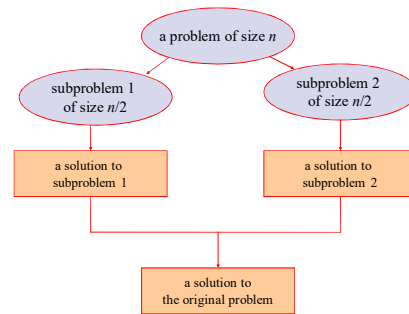 a problem of size n
subproblem 1
of size n/2
subproblem 2
of size n/2
a solution to
subproblem 1
a solution to
subproblem 2
a solution to
the original problem